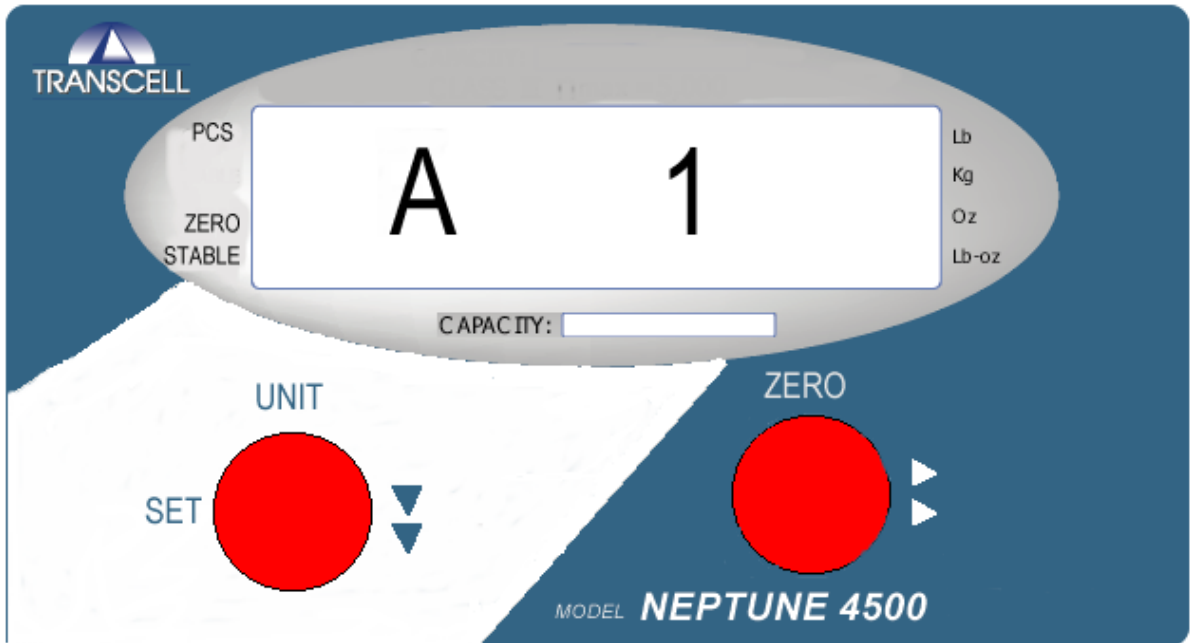 TRANSCELL
PCS
ZERO
STABLE
A 1
Lb
Kg
Oz
Lb-oz
CAPACITY:
UNIT
SET
ZERO
MODEL NEPTUNE 4500